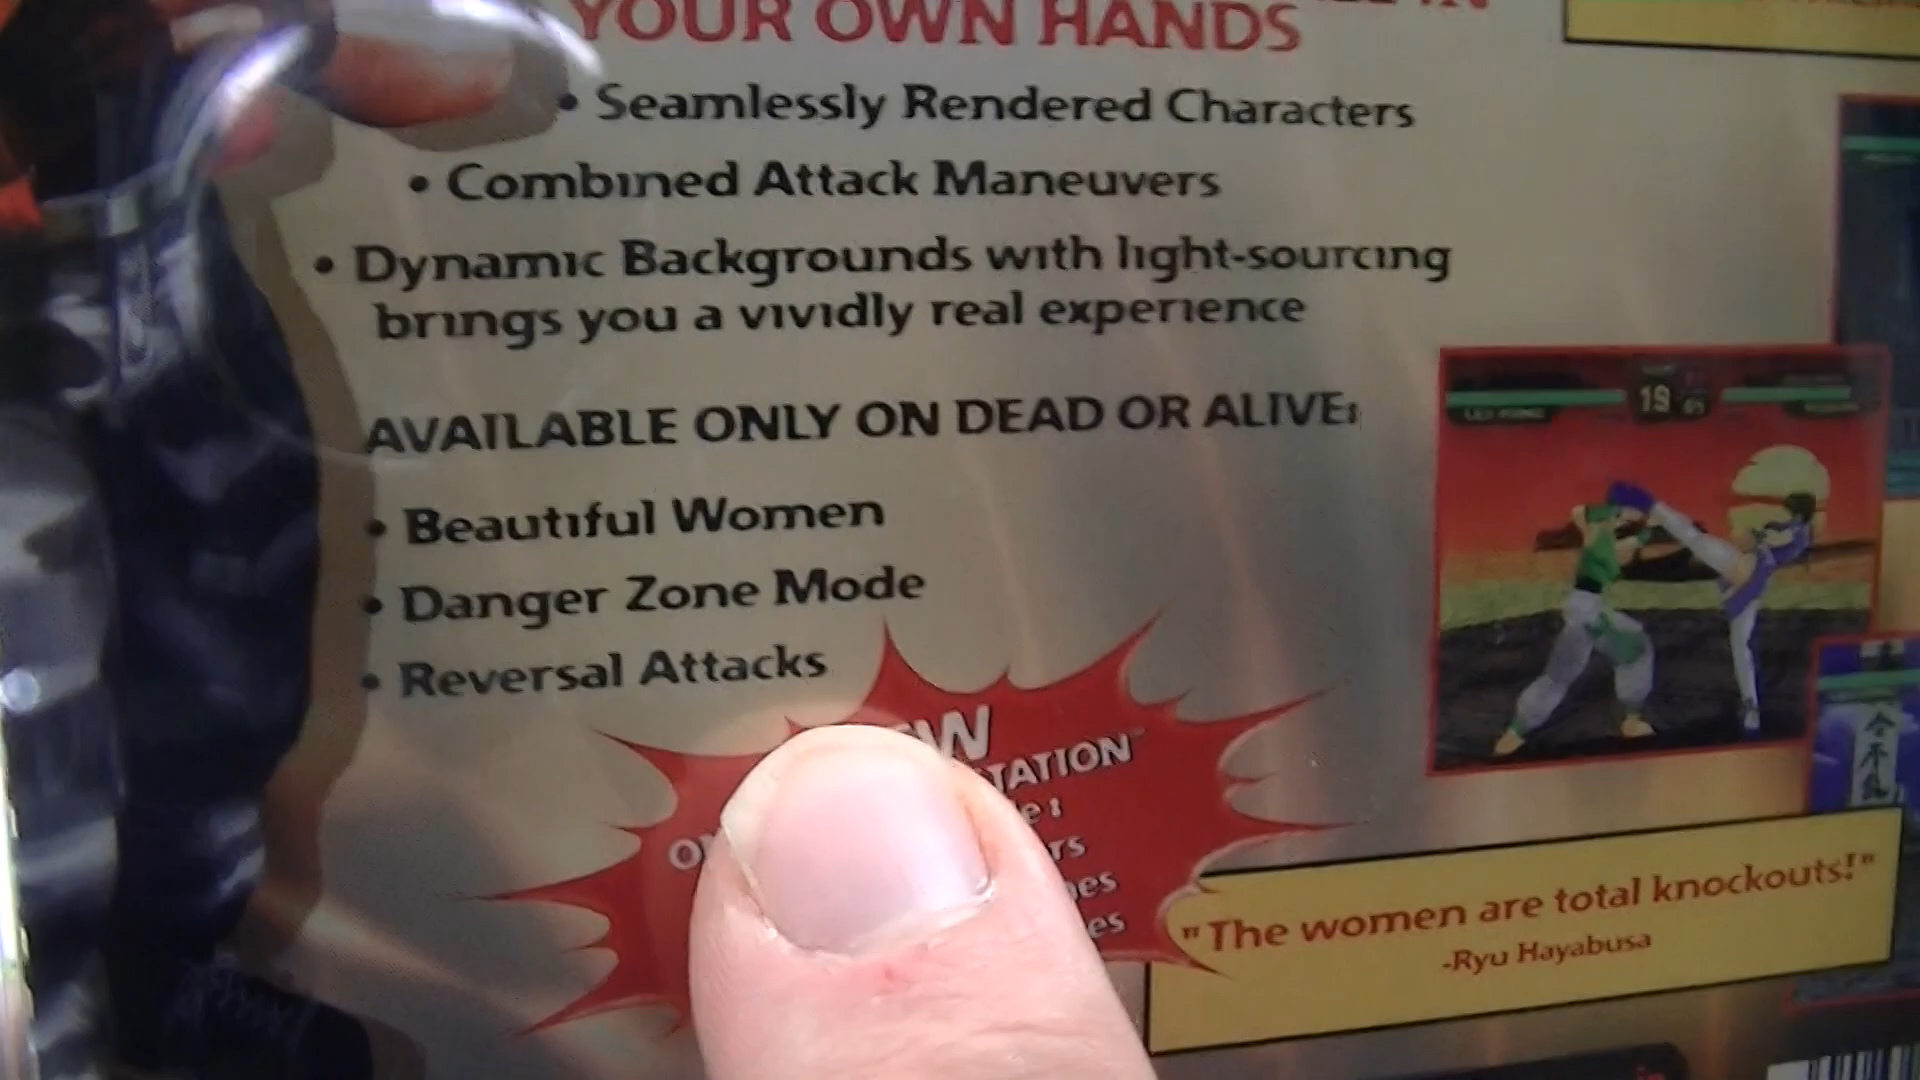 YOUR OWN HANDS
• Seamlessly Rendered Characters
• Combined Attack Maneuvers
• Dynamic Backgrounds with light-sourcing
brings you a vividly real experience
AVAILABLE ONLY ON DEAD OR ALIVE:
• Beautiful Women
• Danger Zone Mode
• Reversal Attacks
19
"The women are total knockouts!"
-Ryu Hayabusa